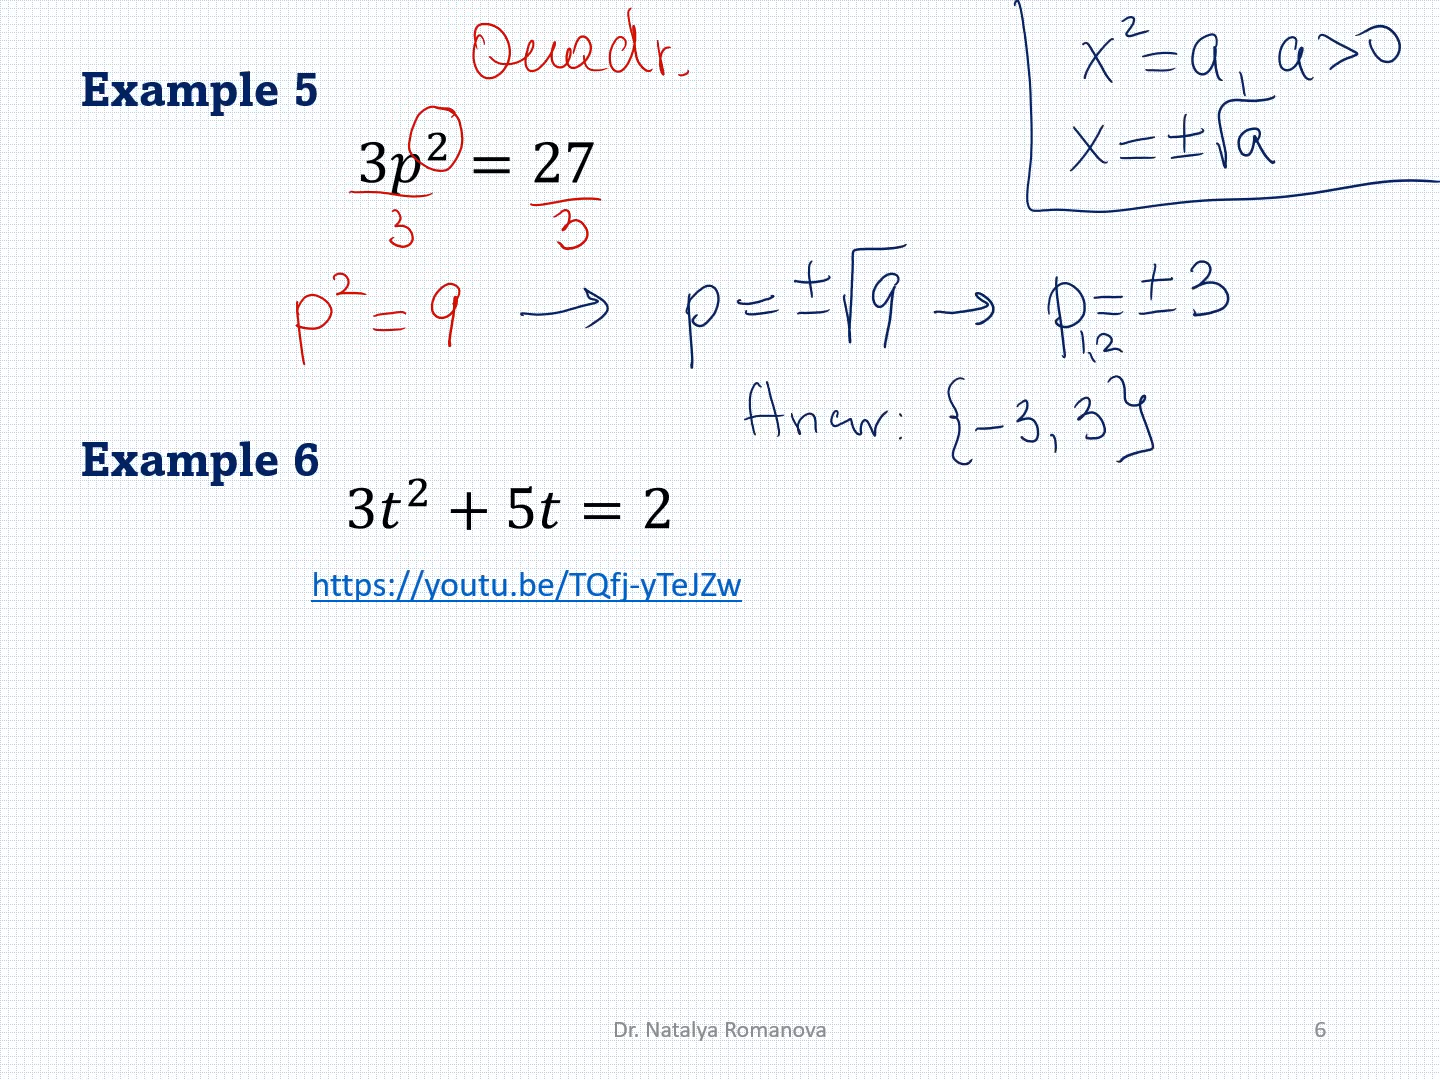 Quadr.
x² = a, a > 0
x = ±√a
Example 5
3p² = 27
3 3
p² = 9 → p = ±√9 → p₁,₂ = ±3
Answ: {-3, 3}
Example 6
3t² + 5t = 2
https://youtu.be/TQfj-yTeJZw
Dr. Natalya Romanova 6